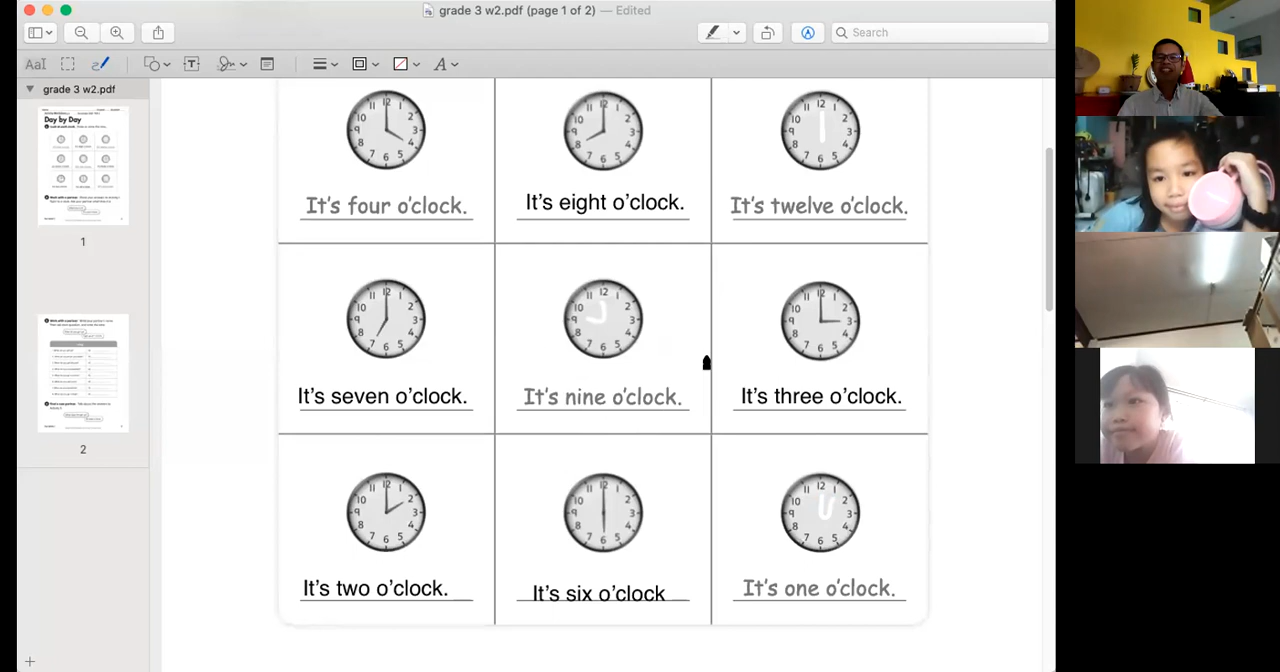 grade 3 w2.pdf (page 1 of 2) — Edited
Search
AaI
T
A
grade 3 w2.pdf
Day by Day
1
2
It's four o'clock.
It's eight o'clock.
It's twelve o'clock.
It's seven o'clock.
It's nine o'clock.
It's three o'clock.
It's two o'clock.
It's six o'clock
It's one o'clock.